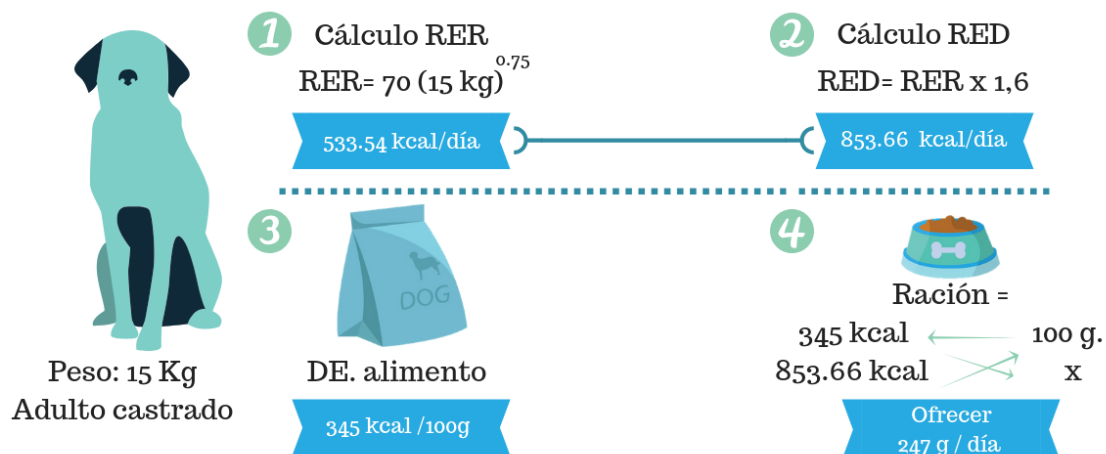 1
Cálculo RER
RER= 70 (15 kg)^0.75
533.54 kcal/día
2
Cálculo RED
RED= RER x 1,6
853.66 kcal/día
Peso: 15 Kg
Adulto castrado
3
DOG
DE. alimento
345 kcal /100g
4
Ración =
345 kcal 100 g.
853.66 kcal x
Ofrecer
247 g / día